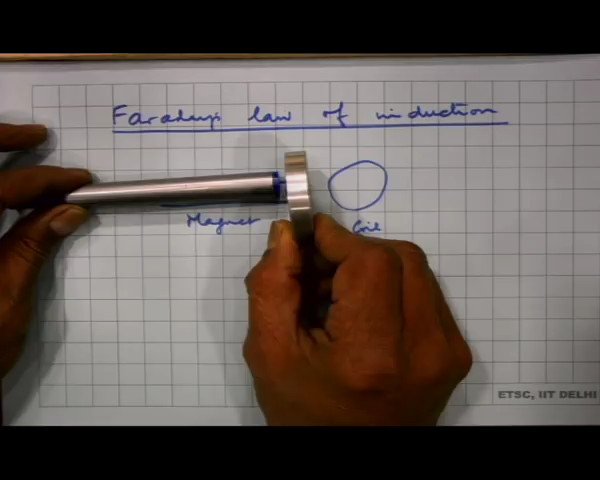 Faradays law of induction
Magnet
Coil
ETSC, IIT DELHI